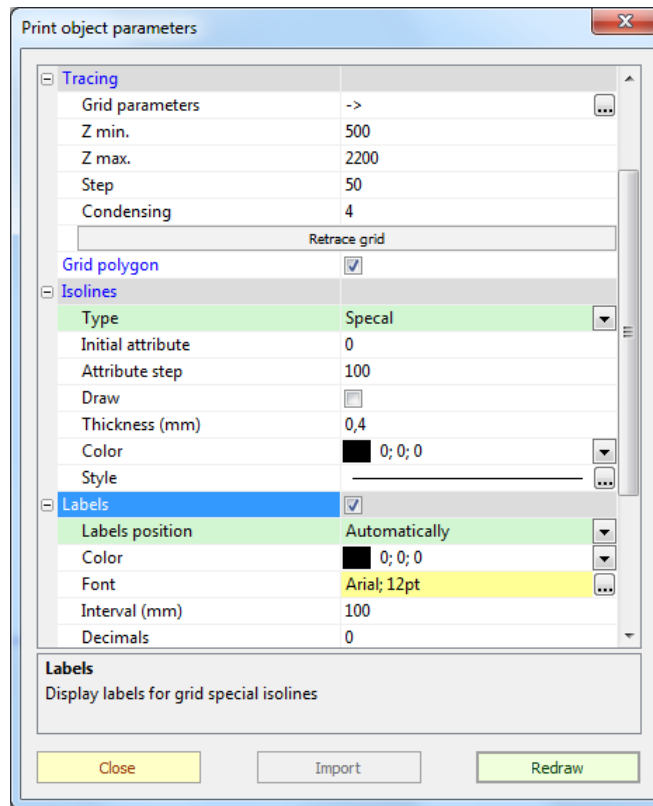 Print object parameters
Tracing
Grid parameters -> ...
Z min. 500
Z max. 2200
Step 50
Condensing 4
Retrace grid
Grid polygon
Isolines
Type Specal
Initial attribute 0
Attribute step 100
Draw
Thickness (mm) 0,4
Color 0; 0; 0
Style ...
Labels
Labels position Automatically
Color 0; 0; 0
Font Arial; 12pt ...
Interval (mm) 100
Decimals 0
Labels
Display labels for grid special isolines
Close Import Redraw